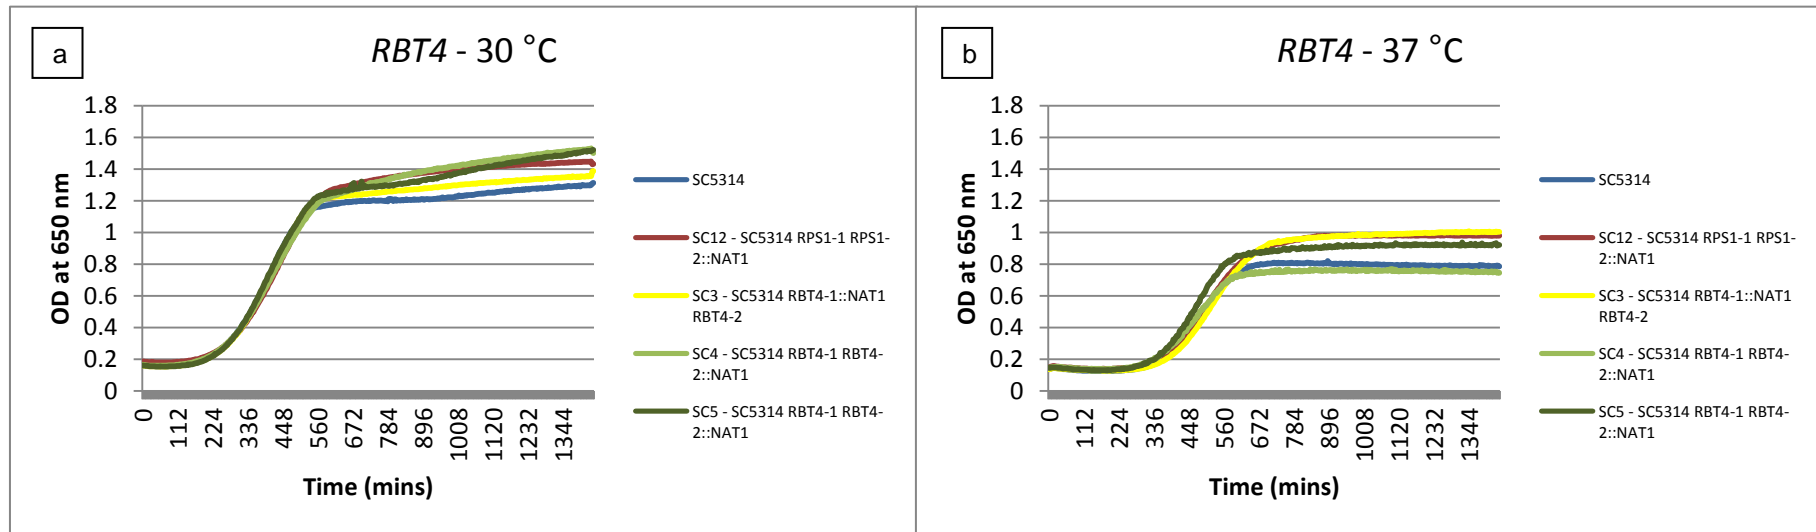 a
RBT4 - 30 °C
1.8
1.6
1.4
1.2
1
0.8
0.6
0.4
0.2
0
OD at 650 nm
0
112
224
336
448
560
672
784
896
1008
1120
1232
1344
Time (mins)
SC5314
SC12 - SC5314 RPS1-1 RPS1-
2::NAT1
SC3 - SC5314 RBT4-1::NAT1
RBT4-2
SC4 - SC5314 RBT4-1 RBT4-
2::NAT1
SC5 - SC5314 RBT4-1 RBT4-
2::NAT1
b
RBT4 - 37 °C
1.8
1.6
1.4
1.2
1
0.8
0.6
0.4
0.2
0
OD at 650 nm
0
112
224
336
448
560
672
784
896
1008
1120
1232
1344
Time (mins)
SC5314
SC12 - SC5314 RPS1-1 RPS1-
2::NAT1
SC3 - SC5314 RBT4-1::NAT1
RBT4-2
SC4 - SC5314 RBT4-1 RBT4-
2::NAT1
SC5 - SC5314 RBT4-1 RBT4-
2::NAT1